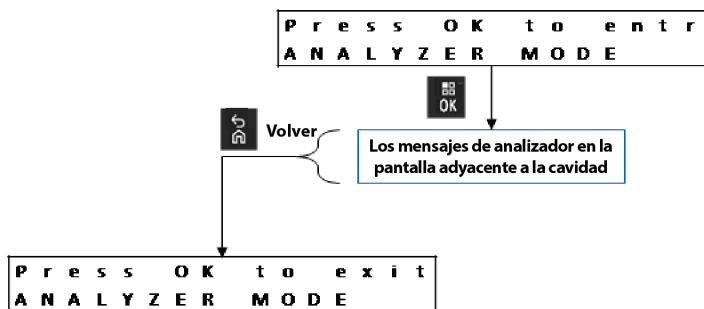 Press OK to entr
ANALYZER MODE
OK
Volver
Los mensajes de analizador en la
pantalla adyacente a la cavidad
Press OK to exit
ANALYZER MODE